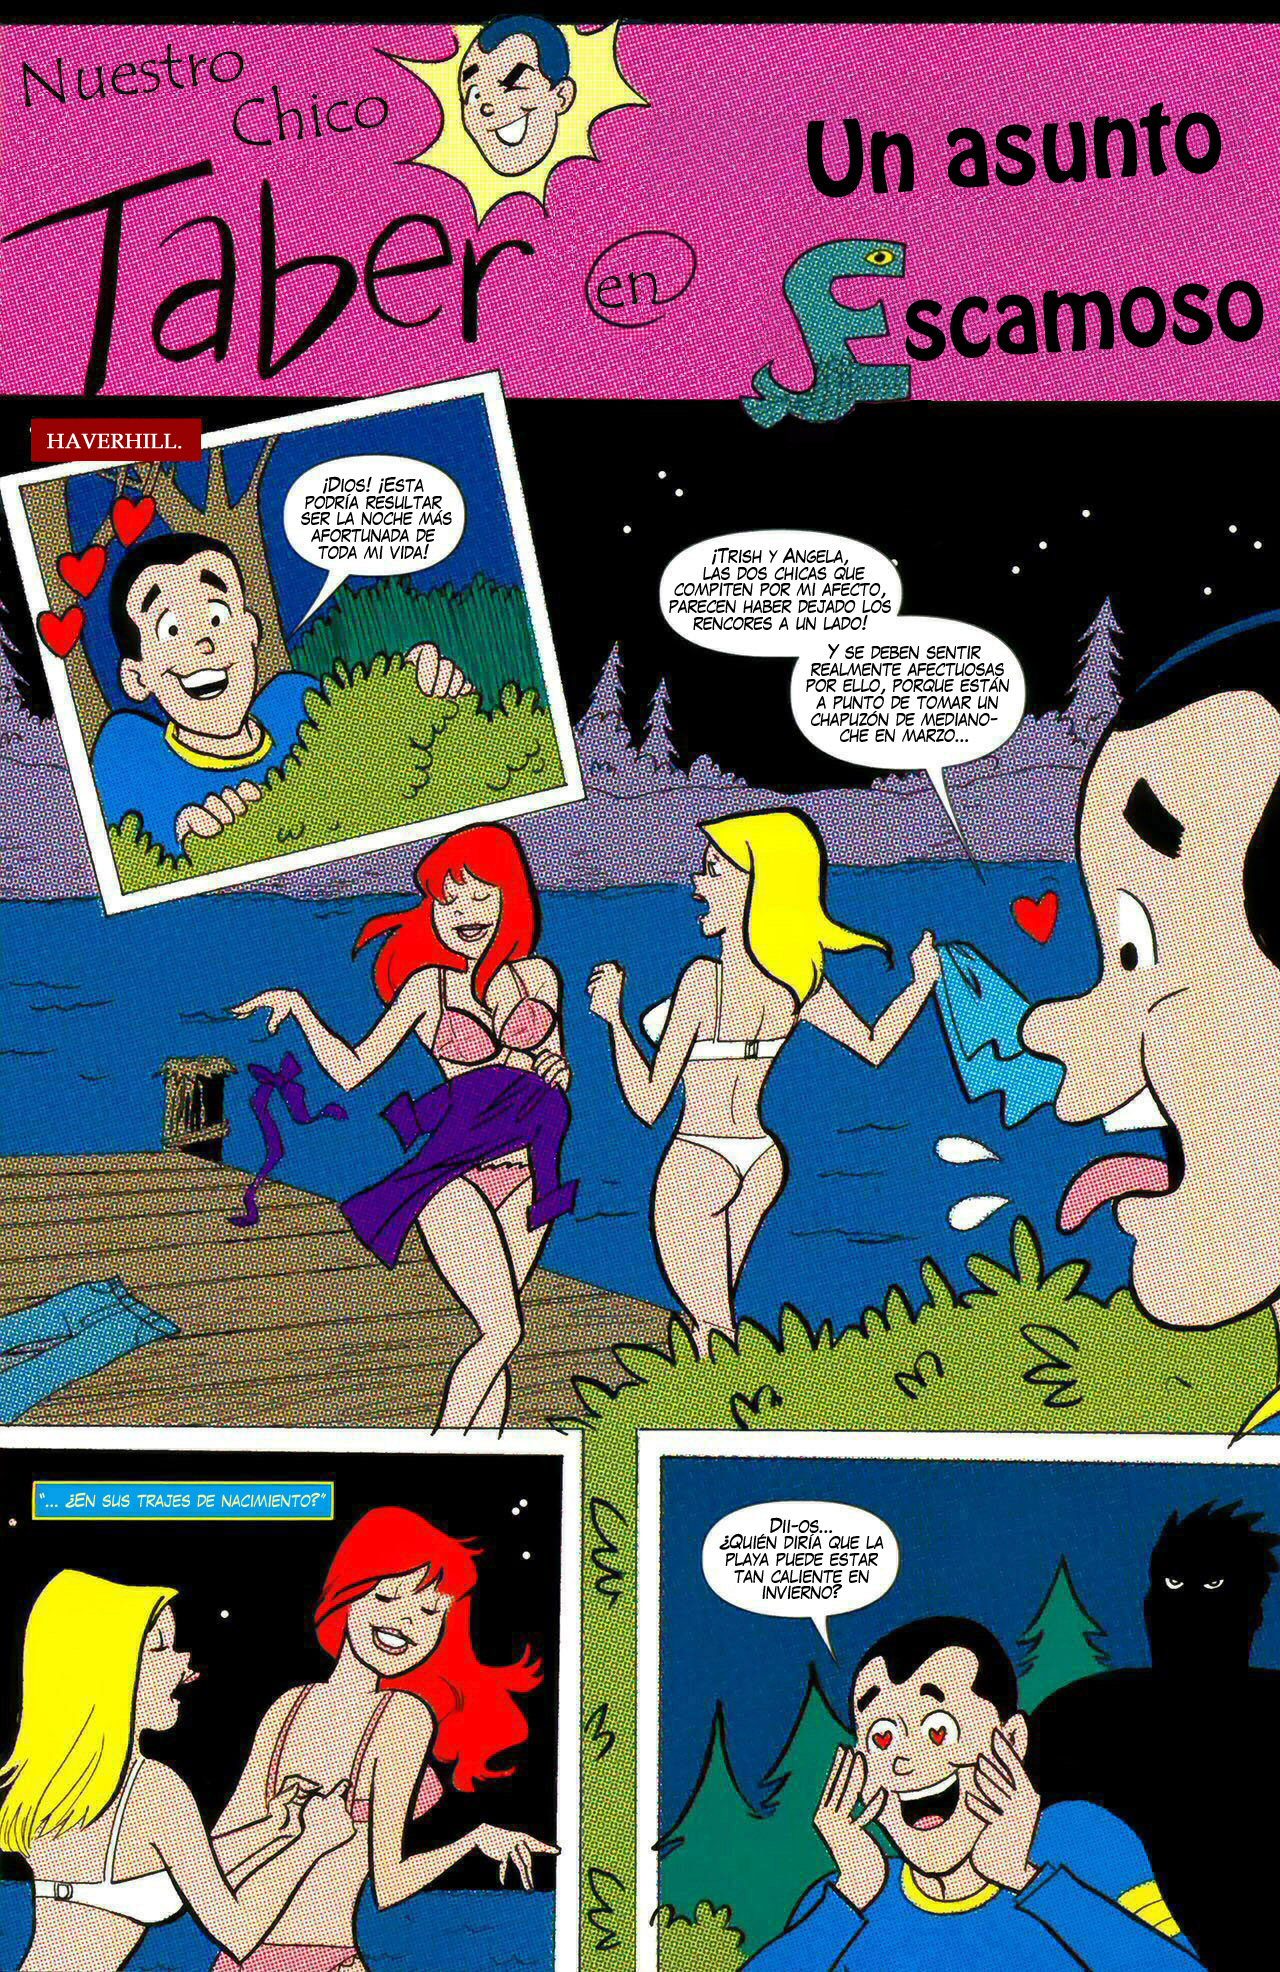 Nuestro
Chico
Taber
en
Un asunto
Escamoso
HAVERHILL.
¡DIOS! ¡ESTA
PODRÍA RESULTAR
SER LA NOCHE MÁS
AFORTUNADA DE
TODA MI VIDA!
¡TRISH Y ANGELA,
LAS DOS CHICAS QUE
COMPITEN POR MI AFECTO,
PARECEN HABER DEJADO LOS
RENCORES A UN LADO!
Y SE DEBEN SENTIR
REALMENTE AFECTUOSAS
POR ELLO, PORQUE ESTÁN
A PUNTO DE TOMAR UN
CHAPUZÓN DE MEDIANO-
CHE EN MARZO...
"... ¿EN SUS TRAJES DE NACIMIENTO?"
DII-OS...
¿QUIÉN DIRÍA QUE LA
PLAYA PUEDE ESTAR
TAN CALIENTE EN
INVIERNO?